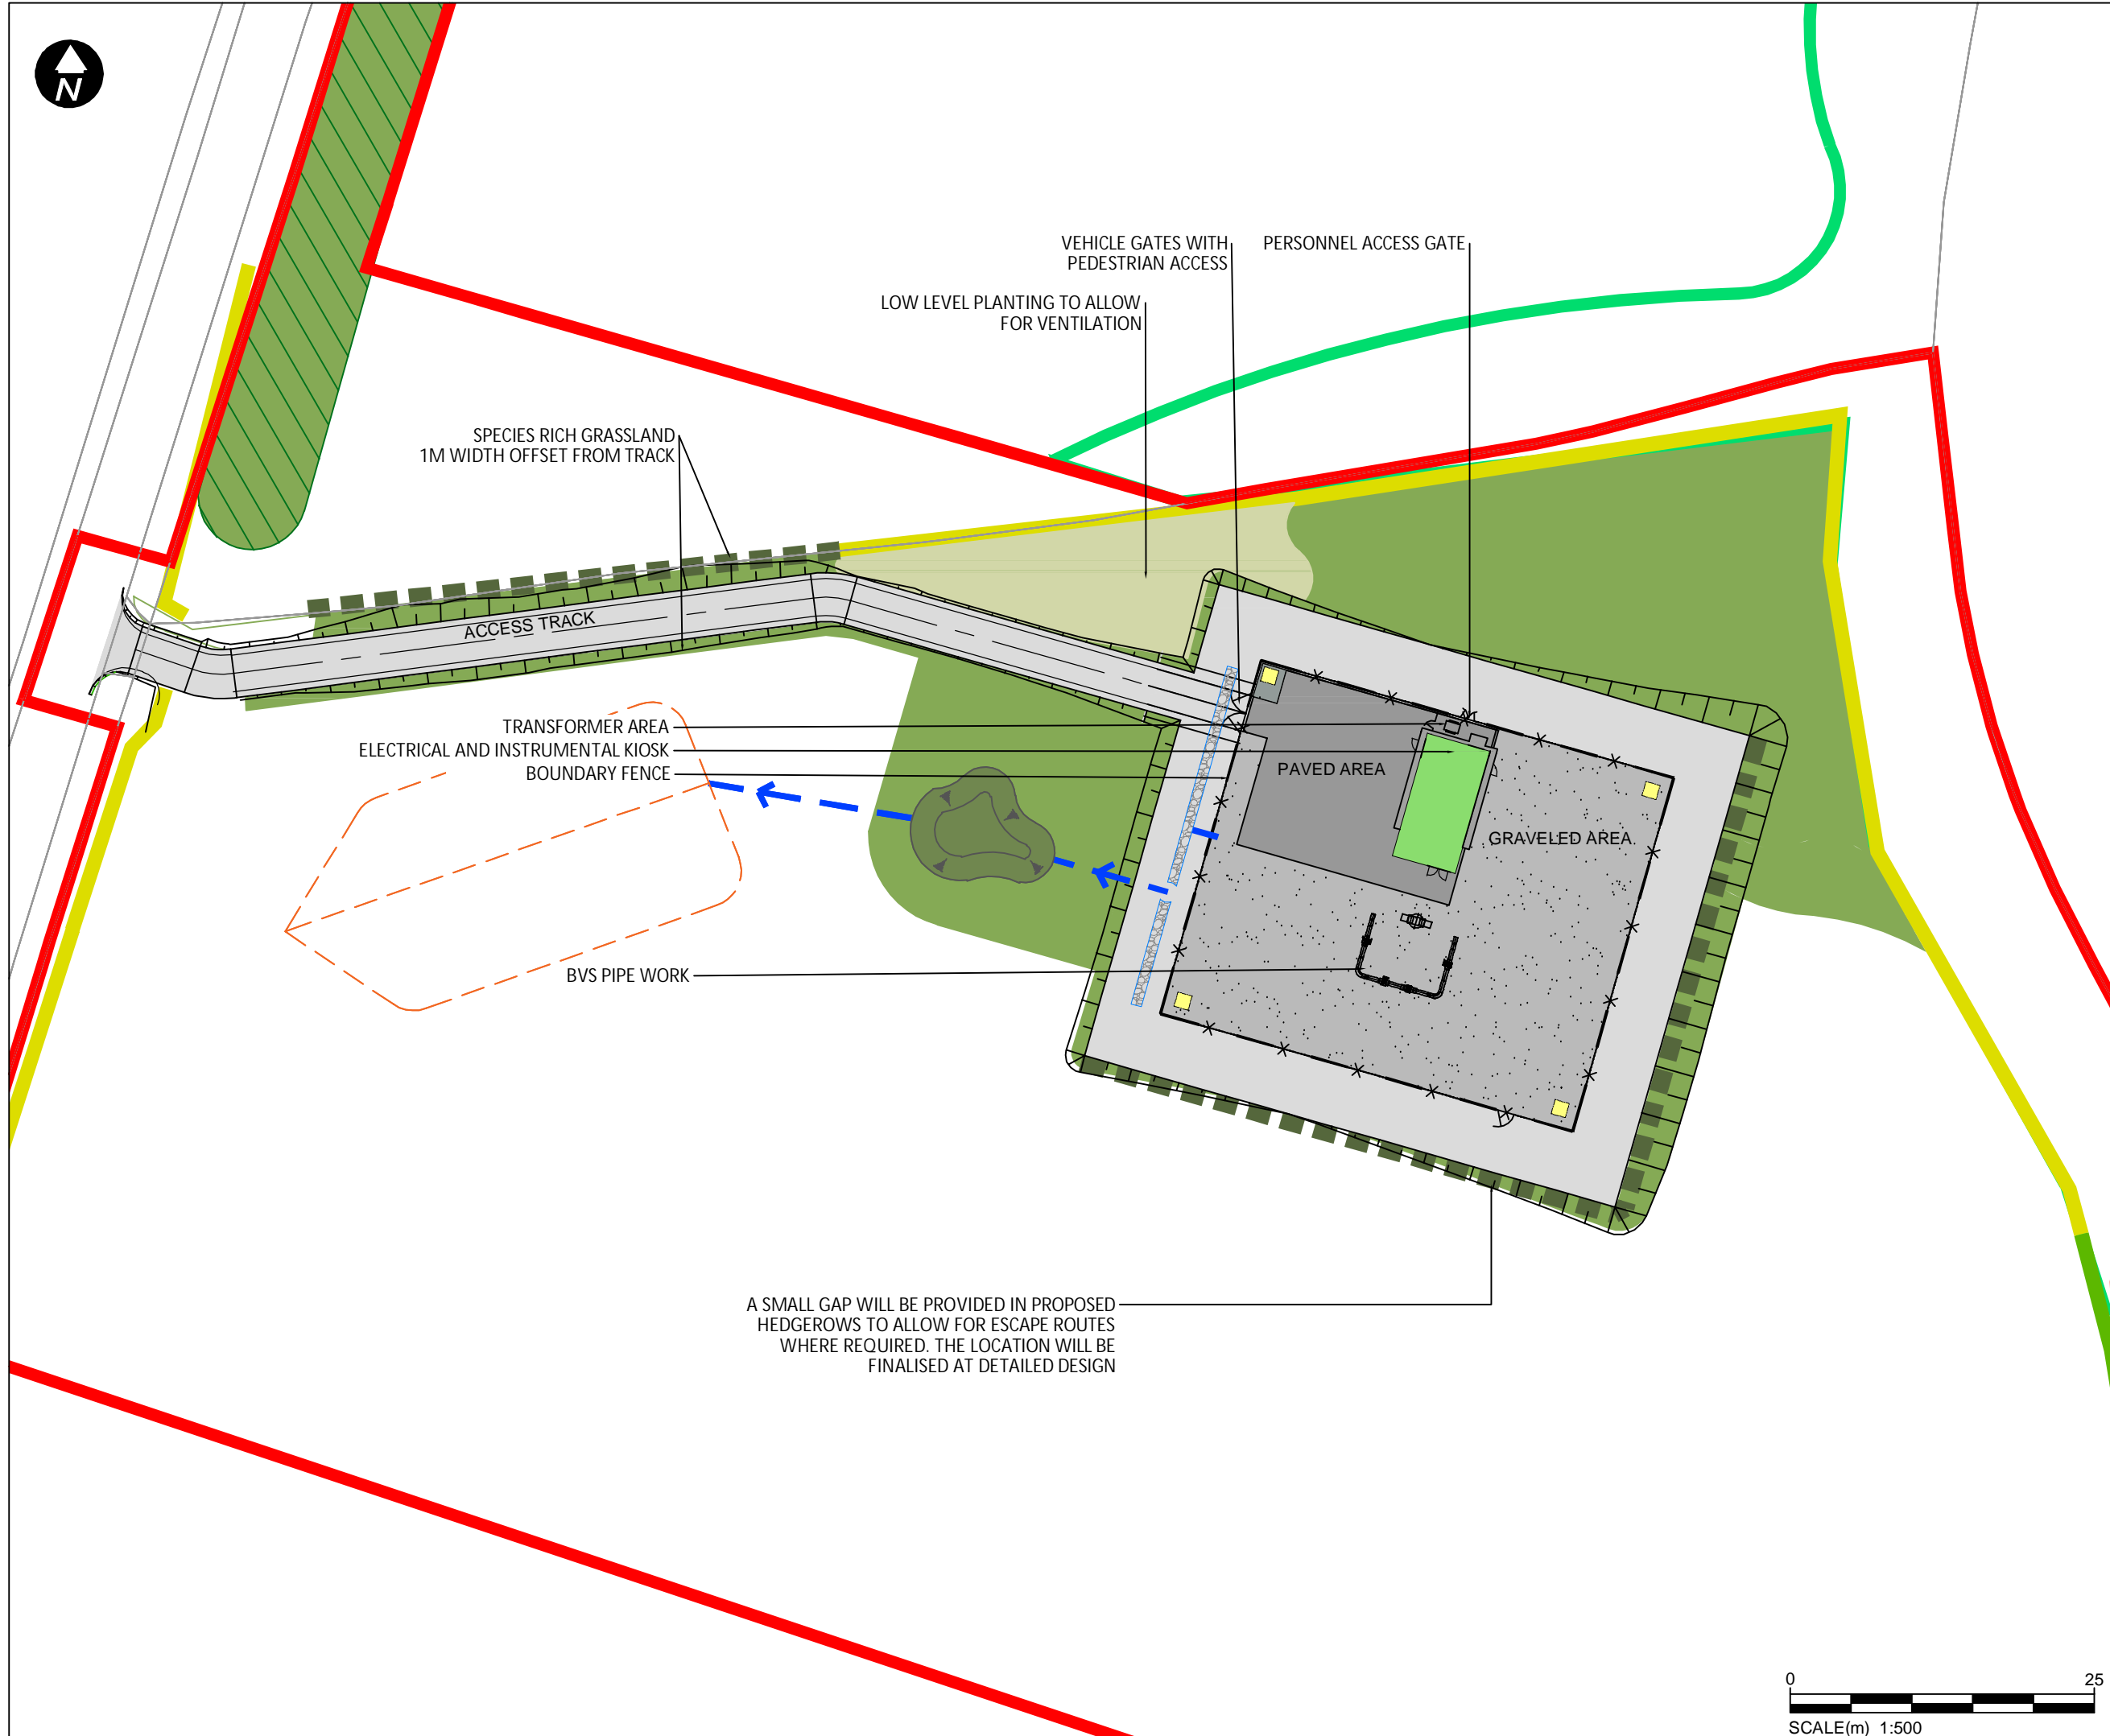 N
VEHICLE GATES WITH
PEDESTRIAN ACCESS
PERSONNEL ACCESS GATE
LOW LEVEL PLANTING TO ALLOW
FOR VENTILATION
SPECIES RICH GRASSLAND
1M WIDTH OFFSET FROM TRACK
ACCESS TRACK
TRANSFORMER AREA
ELECTRICAL AND INSTRUMENTAL KIOSK
BOUNDARY FENCE
PAVED AREA
GRAVELED AREA
BVS PIPE WORK
A SMALL GAP WILL BE PROVIDED IN PROPOSED
HEDGEROWS TO ALLOW FOR ESCAPE ROUTES
WHERE REQUIRED. THE LOCATION WILL BE
FINALISED AT DETAILED DESIGN
0 25
SCALE(m) 1:500